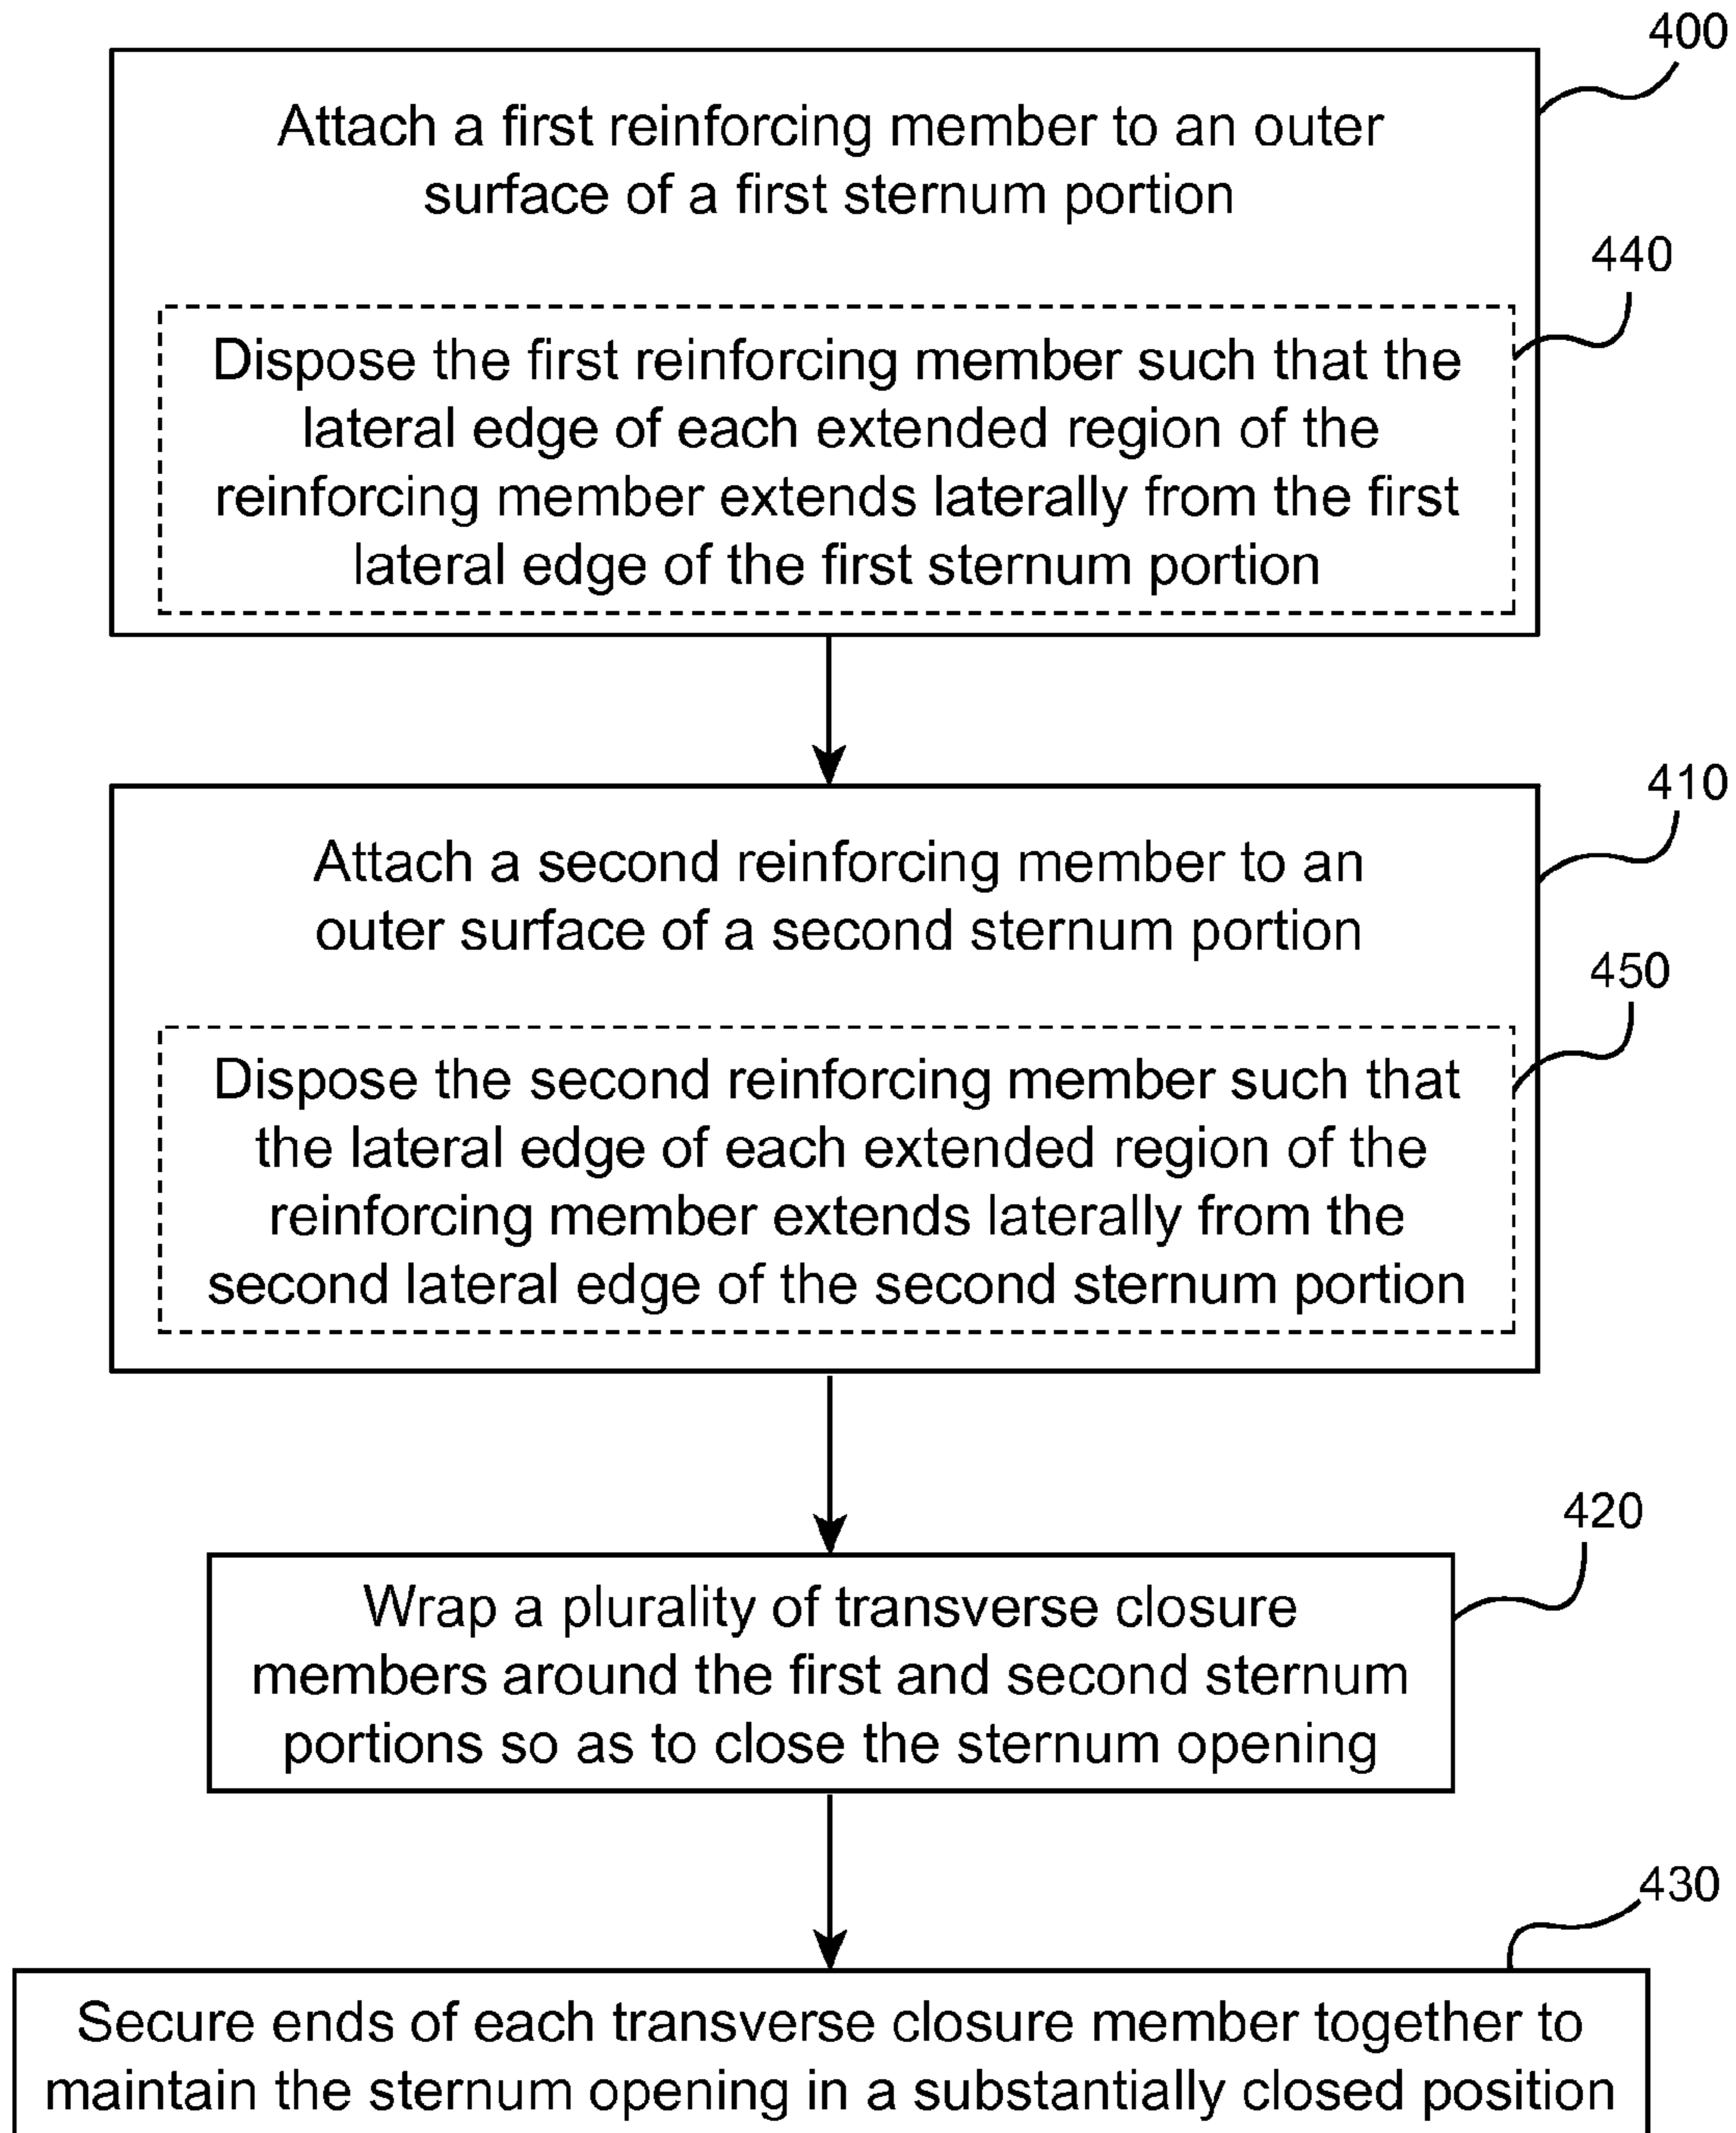 400
Attach a first reinforcing member to an outer
surface of a first sternum portion
440
Dispose the first reinforcing member such that the
lateral edge of each extended region of the
reinforcing member extends laterally from the first
lateral edge of the first sternum portion
410
Attach a second reinforcing member to an
outer surface of a second sternum portion
450
Dispose the second reinforcing member such that
the lateral edge of each extended region of the
reinforcing member extends laterally from the
second lateral edge of the second sternum portion
420
Wrap a plurality of transverse closure
members around the first and second sternum
portions so as to close the sternum opening
430
Secure ends of each transverse closure member together to
maintain the sternum opening in a substantially closed position